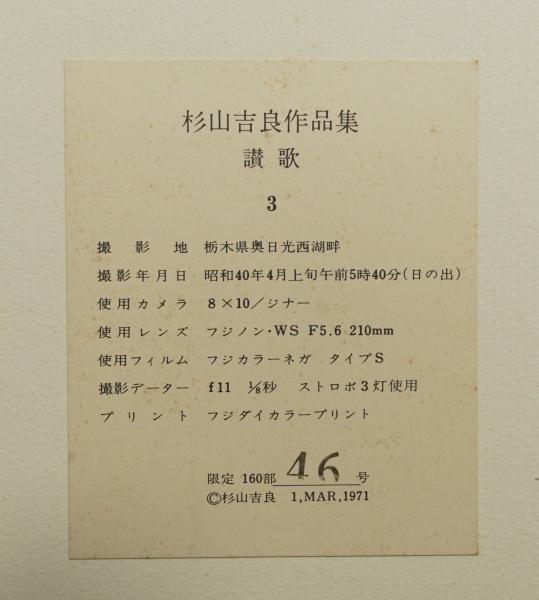 杉山吉良作品集
讃歌
3
撮影地 栃木県奥日光西湖畔
撮影年月日 昭和40年4月上旬午前5時40分(日の出)
使用カメラ 8×10/ジナー
使用レンズ フジノン・WS F5.6 210mm
使用フィルム フジカラーネガ タイプS
撮影データー f11 ⅛秒 ストロボ3灯使用
プリント フジダイカラープリント
限定 160部 46 号
©杉山吉良 1,MAR,1971